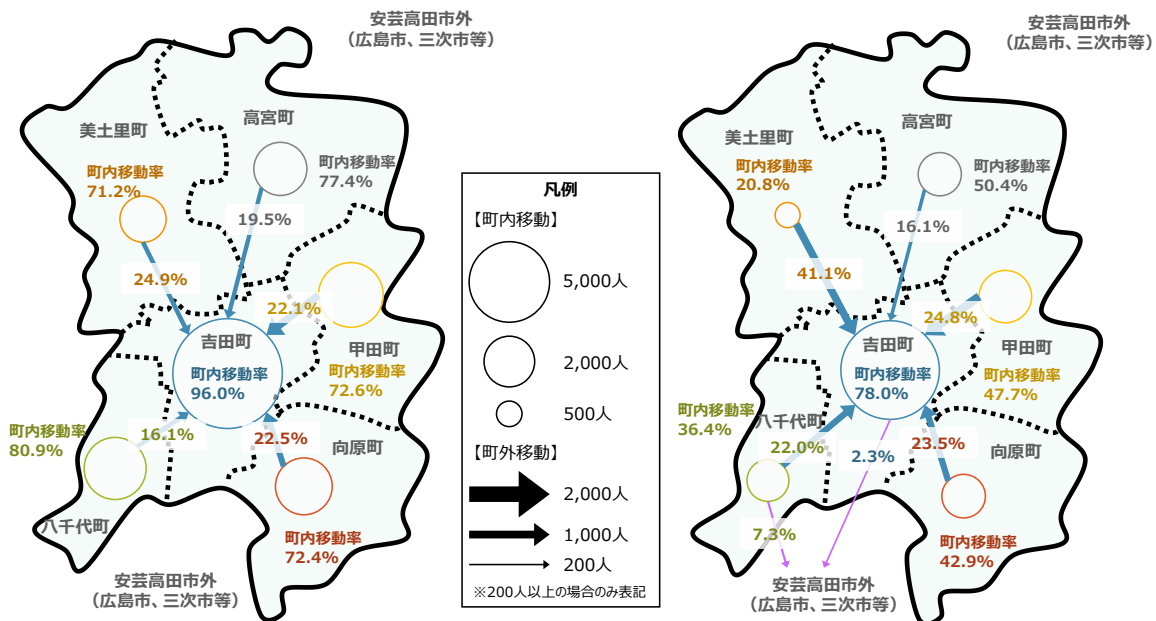 安芸高田市外
(広島市、三次市等)
高宮町
美土里町
町内移動率
71.2%
町内移動率
77.4%
19.5%
24.9%
22.1%
吉田町
甲田町
町内移動率
96.0%
町内移動率
72.6%
町内移動率
80.9%
16.1%
22.5%
向原町
八千代町
町内移動率
72.4%
安芸高田市外
(広島市、三次市等)
凡例
【町内移動】
5,000人
2,000人
500人
【町外移動】
2,000人
1,000人
200人
※200人以上の場合のみ表記
安芸高田市外
(広島市、三次市等)
高宮町
美土里町
町内移動率
20.8%
町内移動率
50.4%
16.1%
41.1%
24.8%
吉田町
甲田町
町内移動率
78.0%
町内移動率
47.7%
町内移動率
36.4%
八千代町
22.0%
2.3%
23.5%
向原町
7.3%
町内移動率
42.9%
安芸高田市外
(広島市、三次市等)